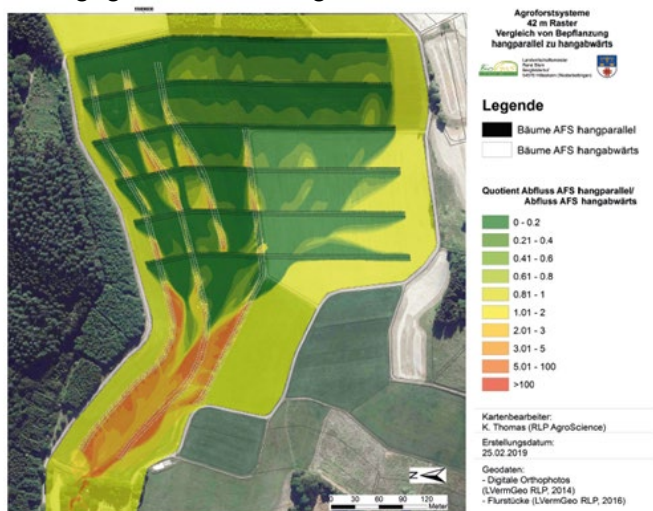 Agroforstsysteme
42 m Raster
Vergleich von Bepflanzung
hangparallel zu hangabwärts
Legende
Bäume AFS hangparallel
Bäume AFS hangabwärts
Quotient Abfluss AFS hangparallel/
Abfluss AFS hangabwärts
0 - 0.2
0.21 - 0.4
0.41 - 0.6
0.61 - 0.8
0.81 - 1
1.01 - 2
2.01 - 3
3.01 - 5
5.01 - 100
>100
Kartenbearbeiter:
K. Thomas (RLP AgroScience)
Erstellungsdatum:
25.02.2019
Geodaten:
- Digitale Orthophotos
(LVermGeo RLP, 2014)
- Flurstücke (LVermGeo RLP, 2016)
N
0 30 60 90 120
Meter